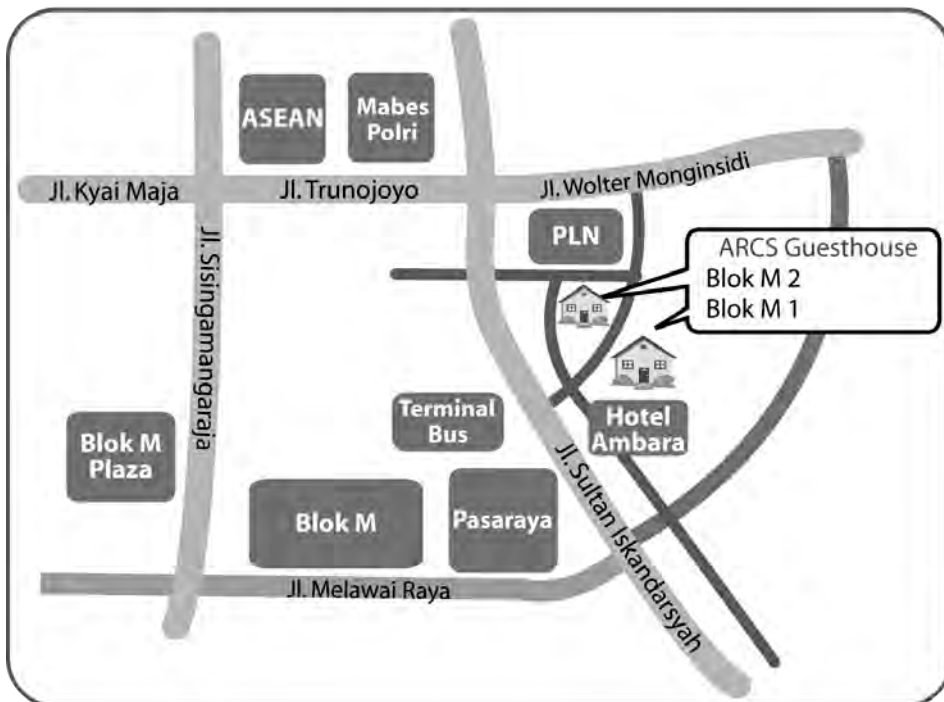 ASEAN
Mabes
Polri
Jl. Kyai Maja
Jl. Trunojoyo
Jl. Wolter Monginsidi
PLN
ARCS Guesthouse
Blok M 2
Blok M 1
Jl. Sisingamangaraja
Terminal
Bus
Hotel
Ambara
Blok M
Plaza
Blok M
Pasaraya
Jl. Sultan Iskandarsyah
Jl. Melawai Raya